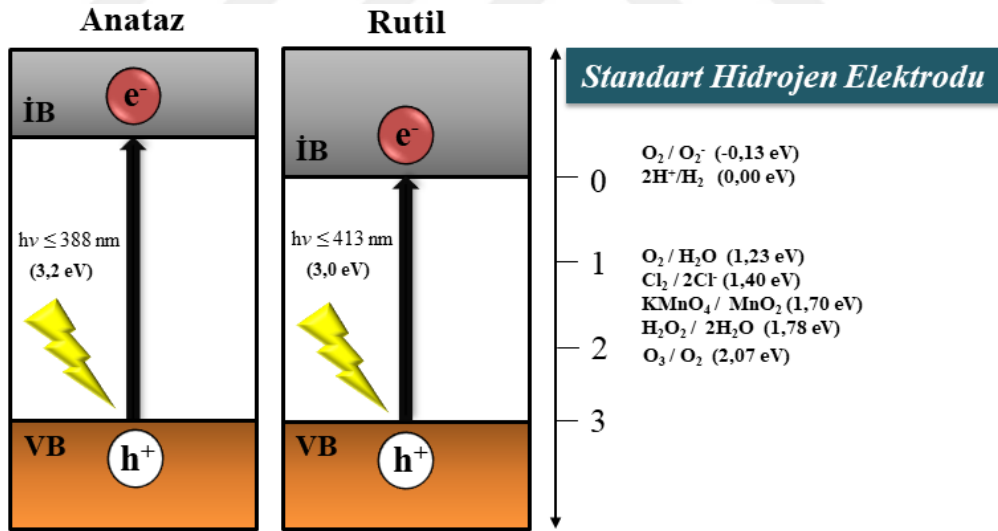 Anataz
Rutil
Standart Hidrojen Elektrodu
e⁻
İB
e⁻
İB
O₂ / O₂⁻ (-0,13 eV)
0
2H⁺/H₂ (0,00 eV)
hν ≤ 388 nm
(3,2 eV)
hν ≤ 413 nm
(3,0 eV)
1
O₂ / H₂O (1,23 eV)
Cl₂ / 2Cl⁻ (1,40 eV)
KMnO₄ / MnO₂ (1,70 eV)
H₂O₂ / 2H₂O (1,78 eV)
2
O₃ / O₂ (2,07 eV)
3
VB
h⁺
VB
h⁺